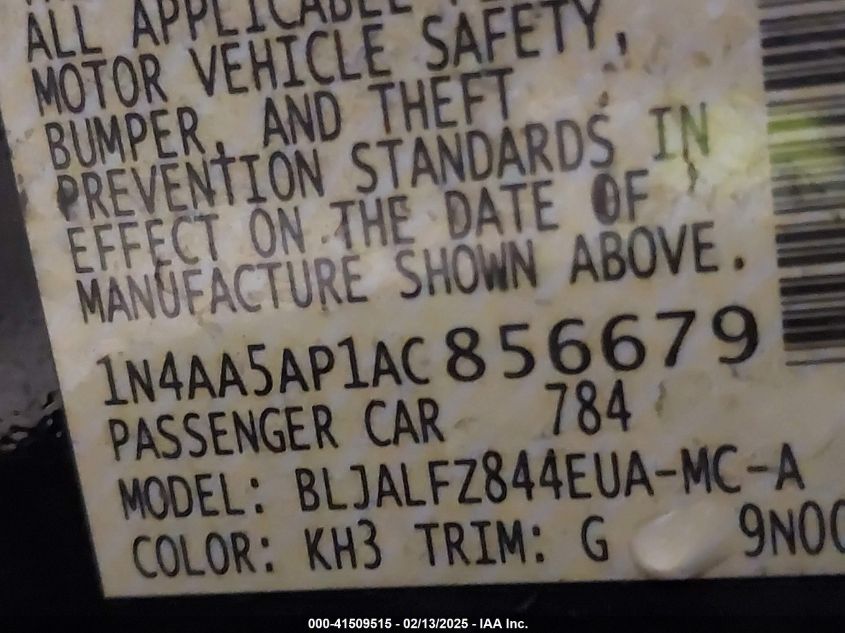 ALL APPLICABLE
MOTOR VEHICLE SAFETY,
BUMPER, AND THEFT
PREVENTION STANDARDS IN
EFFECT ON THE DATE OF
MANUFACTURE SHOWN ABOVE.
1N4AA5AP1AC856679
PASSENGER CAR 784
MODEL: BLJALFZ844EUA-MC-A
COLOR: KH3 TRIM: G 9N00
000-41509515 - 02/13/2025 - IAA Inc.